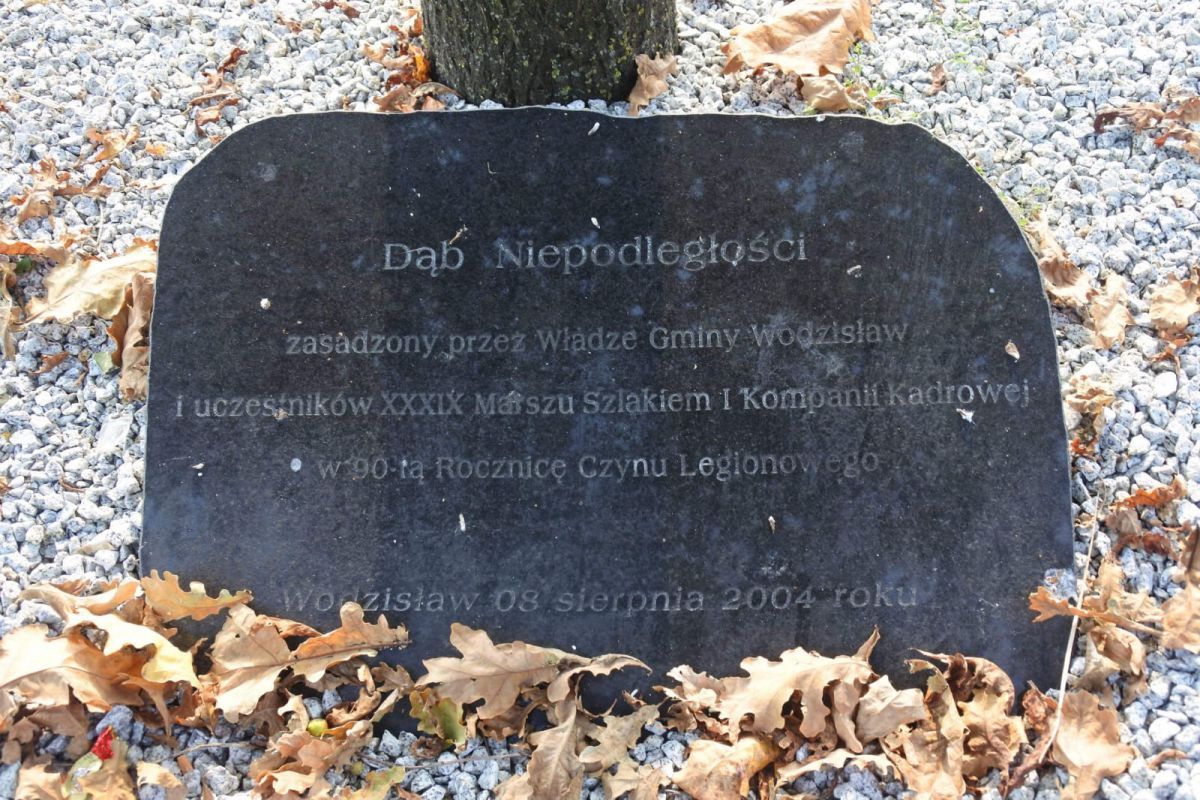 Dąb Niepodległości
zasadzony przez Władze Gminy Wodzisław
i uczestników XXXIX Marszu Szlakiem I Kompanii Kadrowej
w 90-tą Rocznicę Czynu Legionowego
Wodzisław 08 sierpnia 2004 roku